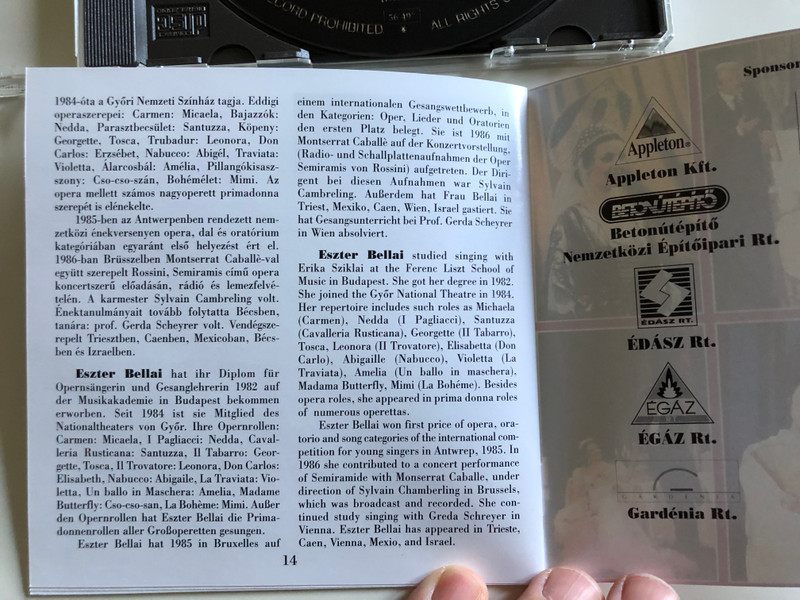 RECORD PROHIBITED
ALL RIGHTS
1984-óta a Győri Nemzeti Színház tagja. Eddigi
operaszerepei: Carmen: Micaela, Bajazzók:
Nedda, Parasztbecsület: Santuzza, Köpeny:
Georgette, Tosca, Trubadur: Leonora, Don
Carlos: Erzsébet, Nabucco: Abigél, Traviata:
Violetta, Álarcosbál: Amélia, Pillangókisasz-
szony: Cso-cso-szán, Bohémélet: Mimi. Az
opera mellett számos nagyoperett primadonna
szerepét is elénekelte.
1985-ben az Antwerpenben rendezett nem-
zetközi énekversenyen opera, dal és oratórium
kategóriában egyaránt első helyezést ért el.
1986-ban Brüsszelben Montserrat Caballè-val
együtt szerepelt Rossini, Semiramis című opera
koncertszerű előadásán, rádió és lemezfelvé-
telén. A karmester Sylvain Cambreling volt.
Énektanulmányait tovább folytatta Bécsben,
tanára: prof. Gerda Scheyrer volt. Vendégsze-
repelt Triesztben, Caenben, Mexicoban, Bécs-
ben és Izraelben.
Eszter Bellai hat ihr Diplom für
Opernsängerin und Gesanglehrerin 1982 auf
der Musikakademie in Budapest bekommen
erworben. Seit 1984 ist sie Mitglied des
Nationaltheaters von Győr. Ihre Opernrollen:
Carmen: Micaela, I Pagliacci: Nedda, Caval-
leria Rusticana: Santuzza, Il Tabarro: Geor-
gette, Tosca, Il Trovatore: Leonora, Don Carlos:
Elisabeth, Nabucco: Abigaile, La Traviata: Vio-
letta, Un ballo in Maschera: Amelia, Madame
Butterfly: Cso-cso-san, La Bohème: Mimi. Außer
den Opernrollen hat Eszter Bellai die Prima-
donnenrollen aller Großoperetten gesungen.
Eszter Bellai hat 1985 in Bruxelles auf
einem internationalen Gesangswettbewerb, in
den Kategorien: Oper, Lieder und Oratorien
den ersten Platz belegt. Sie ist 1986 mit
Montserrat Caballè auf der Konzertvorstellung,
(Radio- und Schallplattenaufnahmen der Oper
Semiramis von Rossini) aufgetreten. Der Diri-
gent bei diesen Aufnahmen war Sylvain
Cambreling. Außerdem hat Frau Bellai in
Triest, Mexiko, Caen, Wien, Israel gastiert. Sie
hat Gesangunterricht bei Prof. Gerda Scheyrer
in Wien absolviert.
Eszter Bellai studied singing with
Erika Sziklai at the Ferenc Liszt School of
Music in Budapest. She got her degree in 1982.
She joined the Győr National Theatre in 1984.
Her repertoire includes such roles as Michaela
(Carmen), Nedda (I Pagliacci), Santuzza
(Cavalleria Rusticana), Georgette (II Tabarro),
Tosca, Leonora (II Trovatore), Elisabetta (Don
Carlo), Abigaille (Nabucco), Violetta (La
Traviata), Amelia (Un ballo in maschera),
Madama Butterfly, Mimi (La Bohéme). Besides
opera roles, she appeared in prima donna roles
of numerous operettas.
Eszter Bellai won first price of opera, ora-
torio and song categories of the international com-
petition for young singers in Antwrep, 1985. In
1986 she contributed to a concert performance
of Semiramide with Monserrat Caballe, under
direction of Sylvain Chamberling in Brussels,
which was broadcast and recorded. She con-
tinued study singing with Greda Schreyer in
Vienna. Eszter Bellai has appeared in Trieste,
Caen, Vienna, Mexio, and Israel.
14
Sponsor
Appleton®
Appleton Kft.
BETONÚTÉPÍTŐ
Betonútépítő
Nemzetközi Építőipari Rt.
ÉDÁSZ RT.
ÉDÁSZ Rt.
ÉGÁZ
ÉGÁZ Rt.
GARDÉNIA
Gardénia Rt.